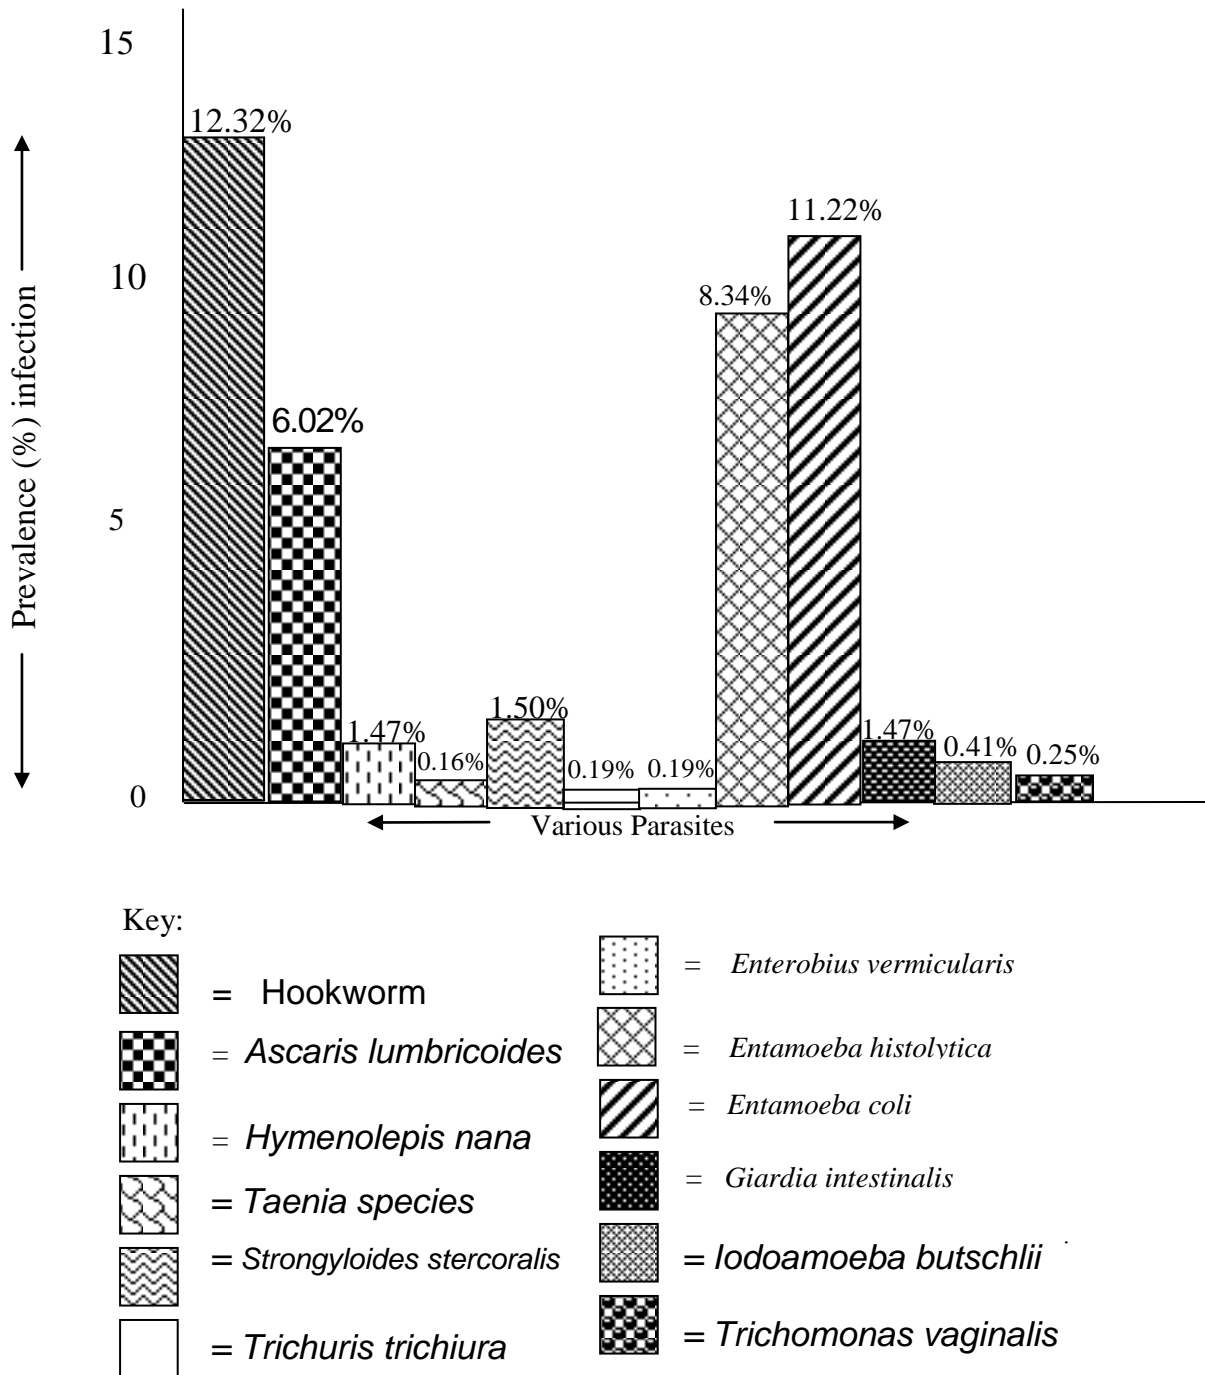 15
12.32%
11.22%
10
8.34%
Prevalence (%) infection
6.02%
5
1.50%
1.47%
0.16%
0.19%
0.19%
1.47%
0.41%
0.25%
0
Various Parasites
Key:
= Hookworm
= Ascaris lumbricoides
= Hymenolepis nana
= Taenia species
= Strongyloides stercoralis
= Trichuris trichiura
= Enterobius vermicularis
= Entamoeba histolytica
= Entamoeba coli
= Giardia intestinalis
= Iodoamoeba butschlii
= Trichomonas vaginalis